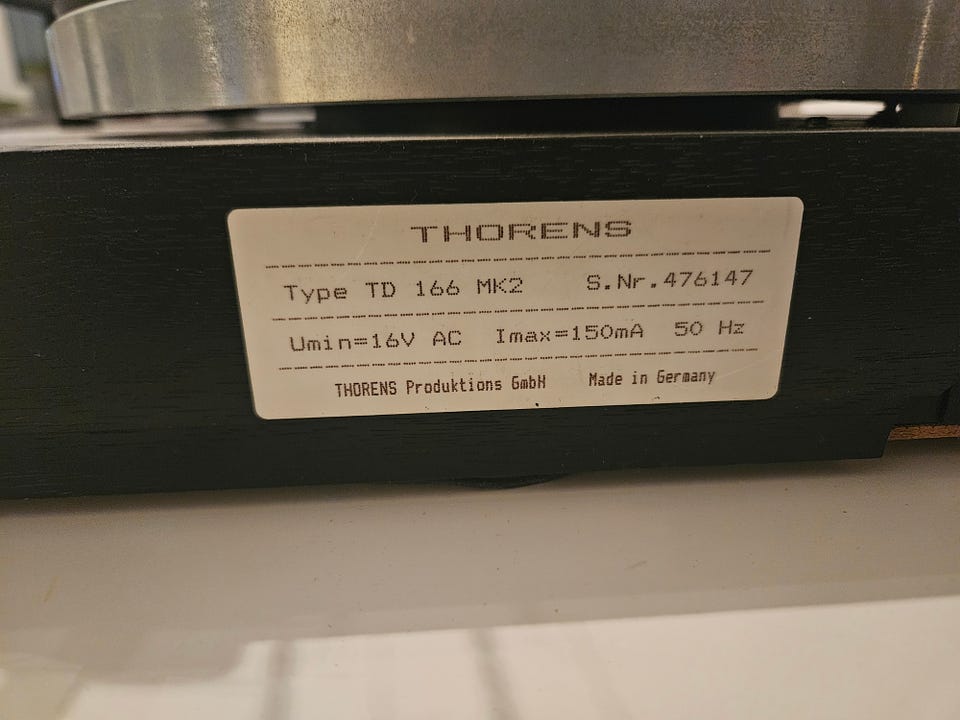 THORENS
Type TD 166 MK2 S.Nr.476147
Umin=16V AC Imax=150mA 50 Hz
THORENS Produktions GmbH Made in Germany